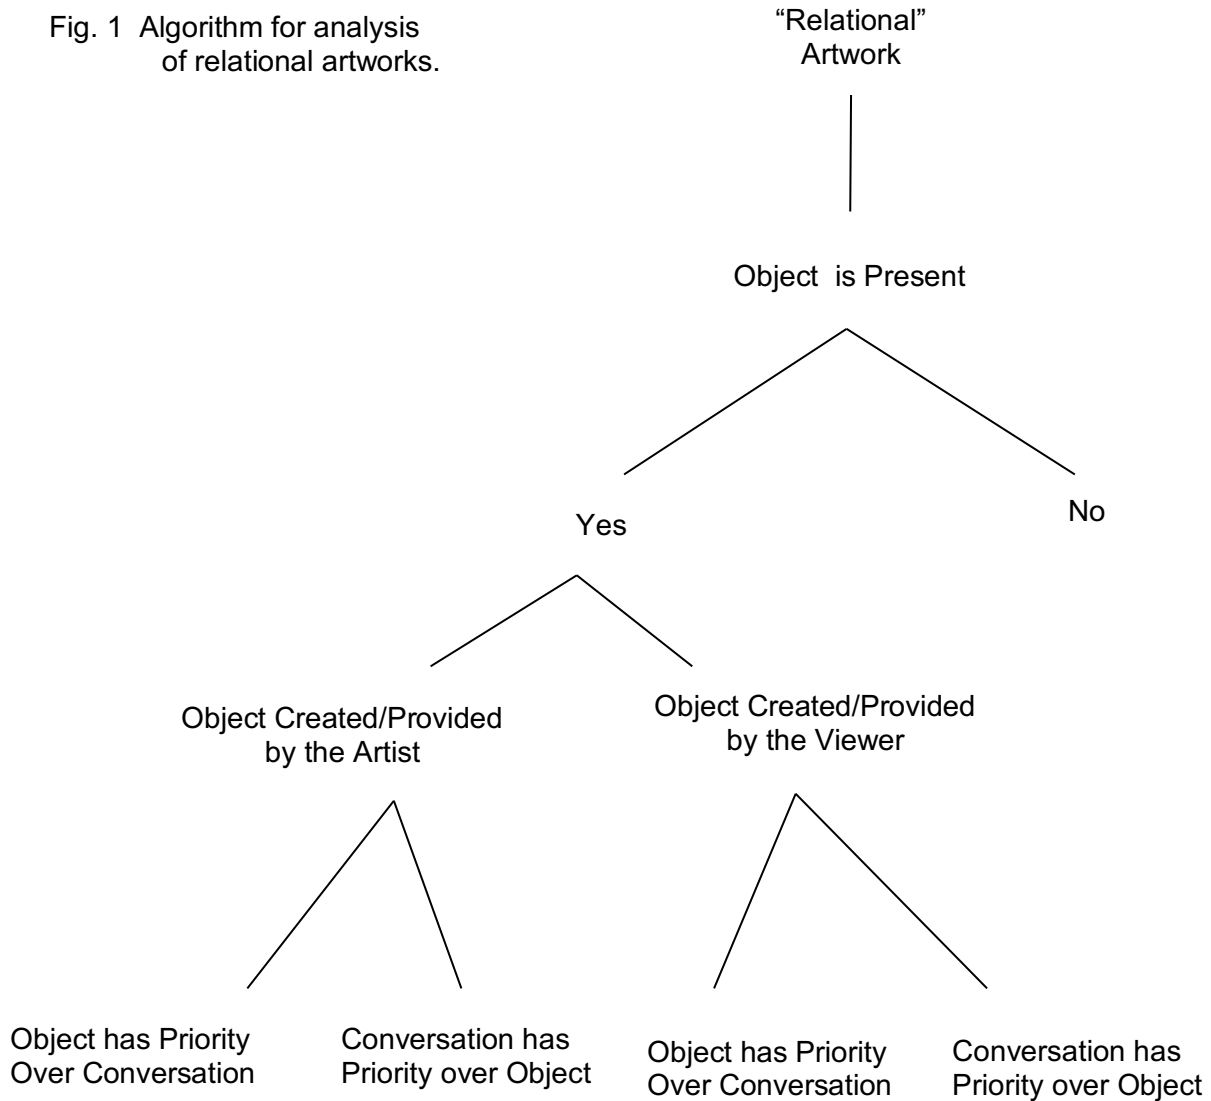 Fig. 1 Algorithm for analysis
of relational artworks.
“Relational”
Artwork
Object is Present
Yes
No
Object Created/Provided
by the Artist
Object Created/Provided
by the Viewer
Object has Priority
Over Conversation
Conversation has
Priority over Object
Object has Priority
Over Conversation
Conversation has
Priority over Object